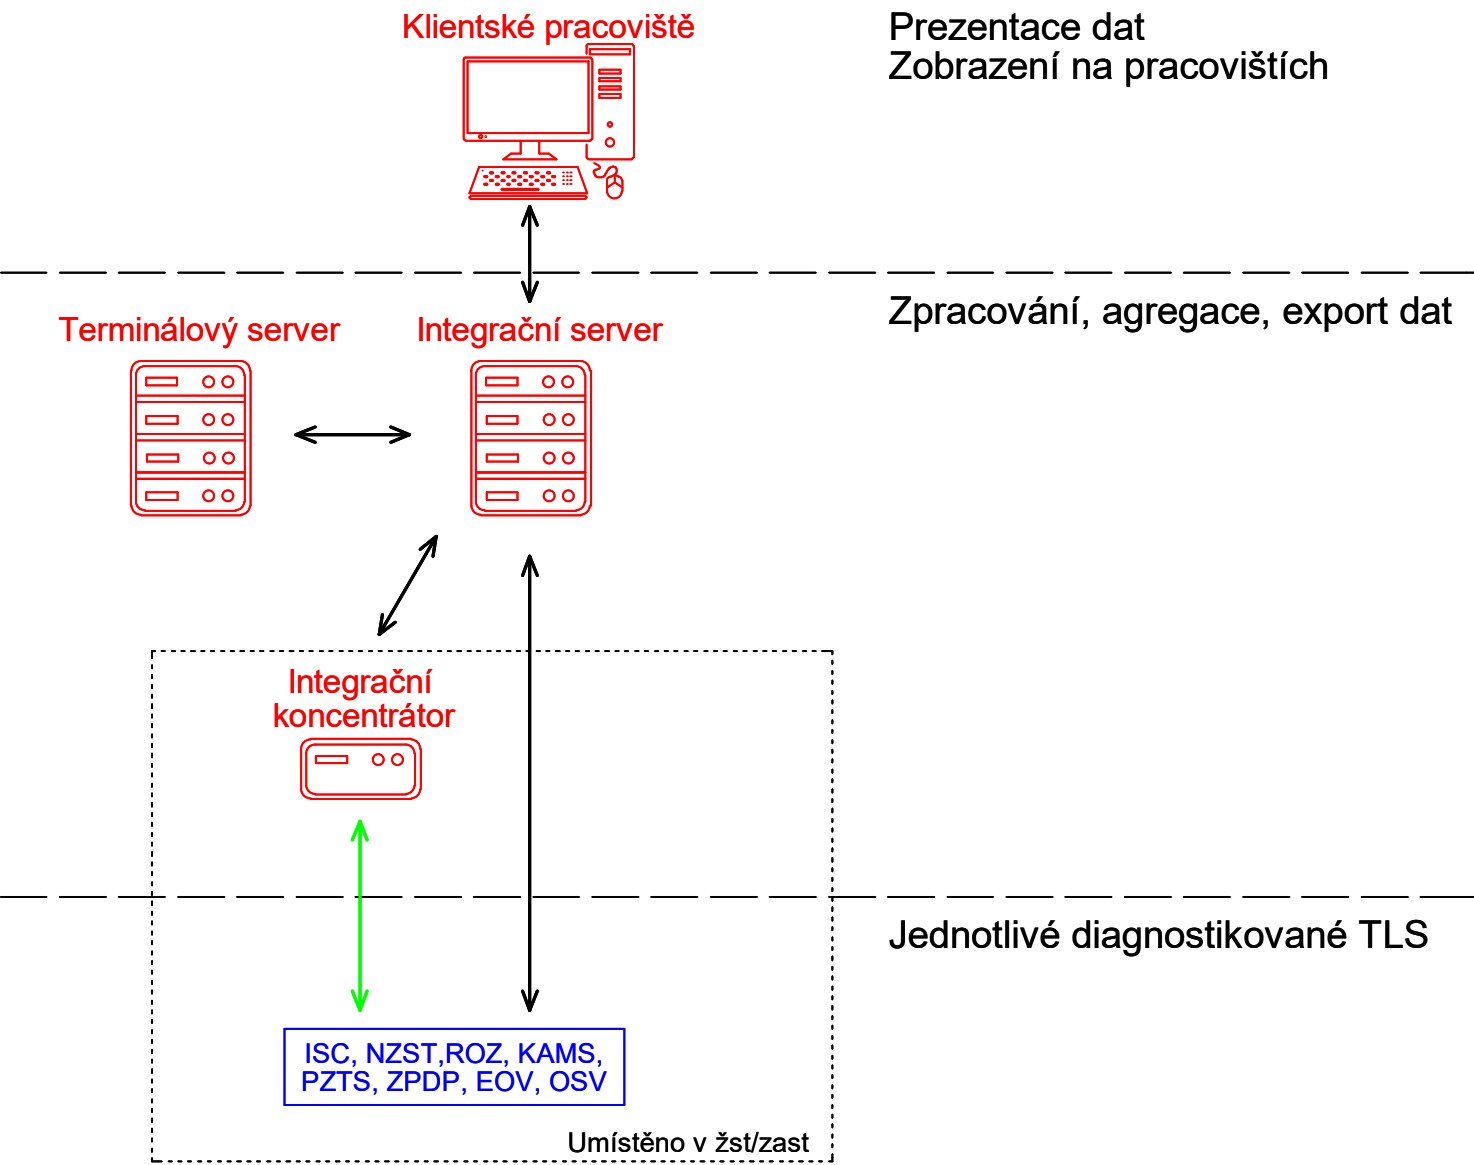 Klientské pracoviště
Prezentace dat
Zobrazení na pracovištích
Zpracování, agregace, export dat
Terminálový server
Integrační server
Integrační
koncentrátor
Jednotlivé diagnostikované TLS
ISC, NZST,ROZ, KAMS,
PZTS, ZPDP, EOV, OSV
Umístěno v žst/zast